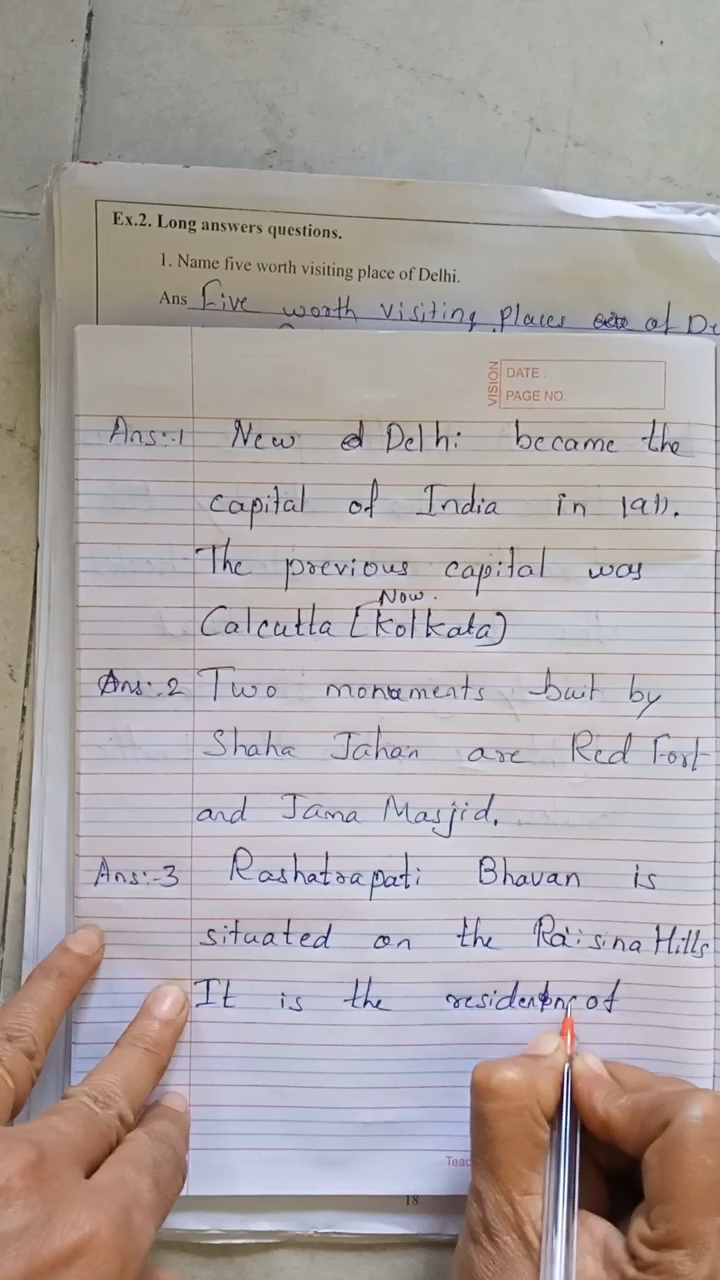 Ex.2. Long answers questions.
1. Name five worth visiting place of Delhi.
Ans Five worth visiting Places of
VISION
DATE :
PAGE NO.
Ans:-1 New Delhi became the
capital of India in 1911.
The previous capital was
Now.
Calcutta [Kolkata)
Ans:-2 Two monuments buit by
Shaha Jahan are Red Fort
and Jama Masjid.
Ans:-3 Rashatrapati Bhavan is
situated on the Raisina Hills
It is the of
Teac
18